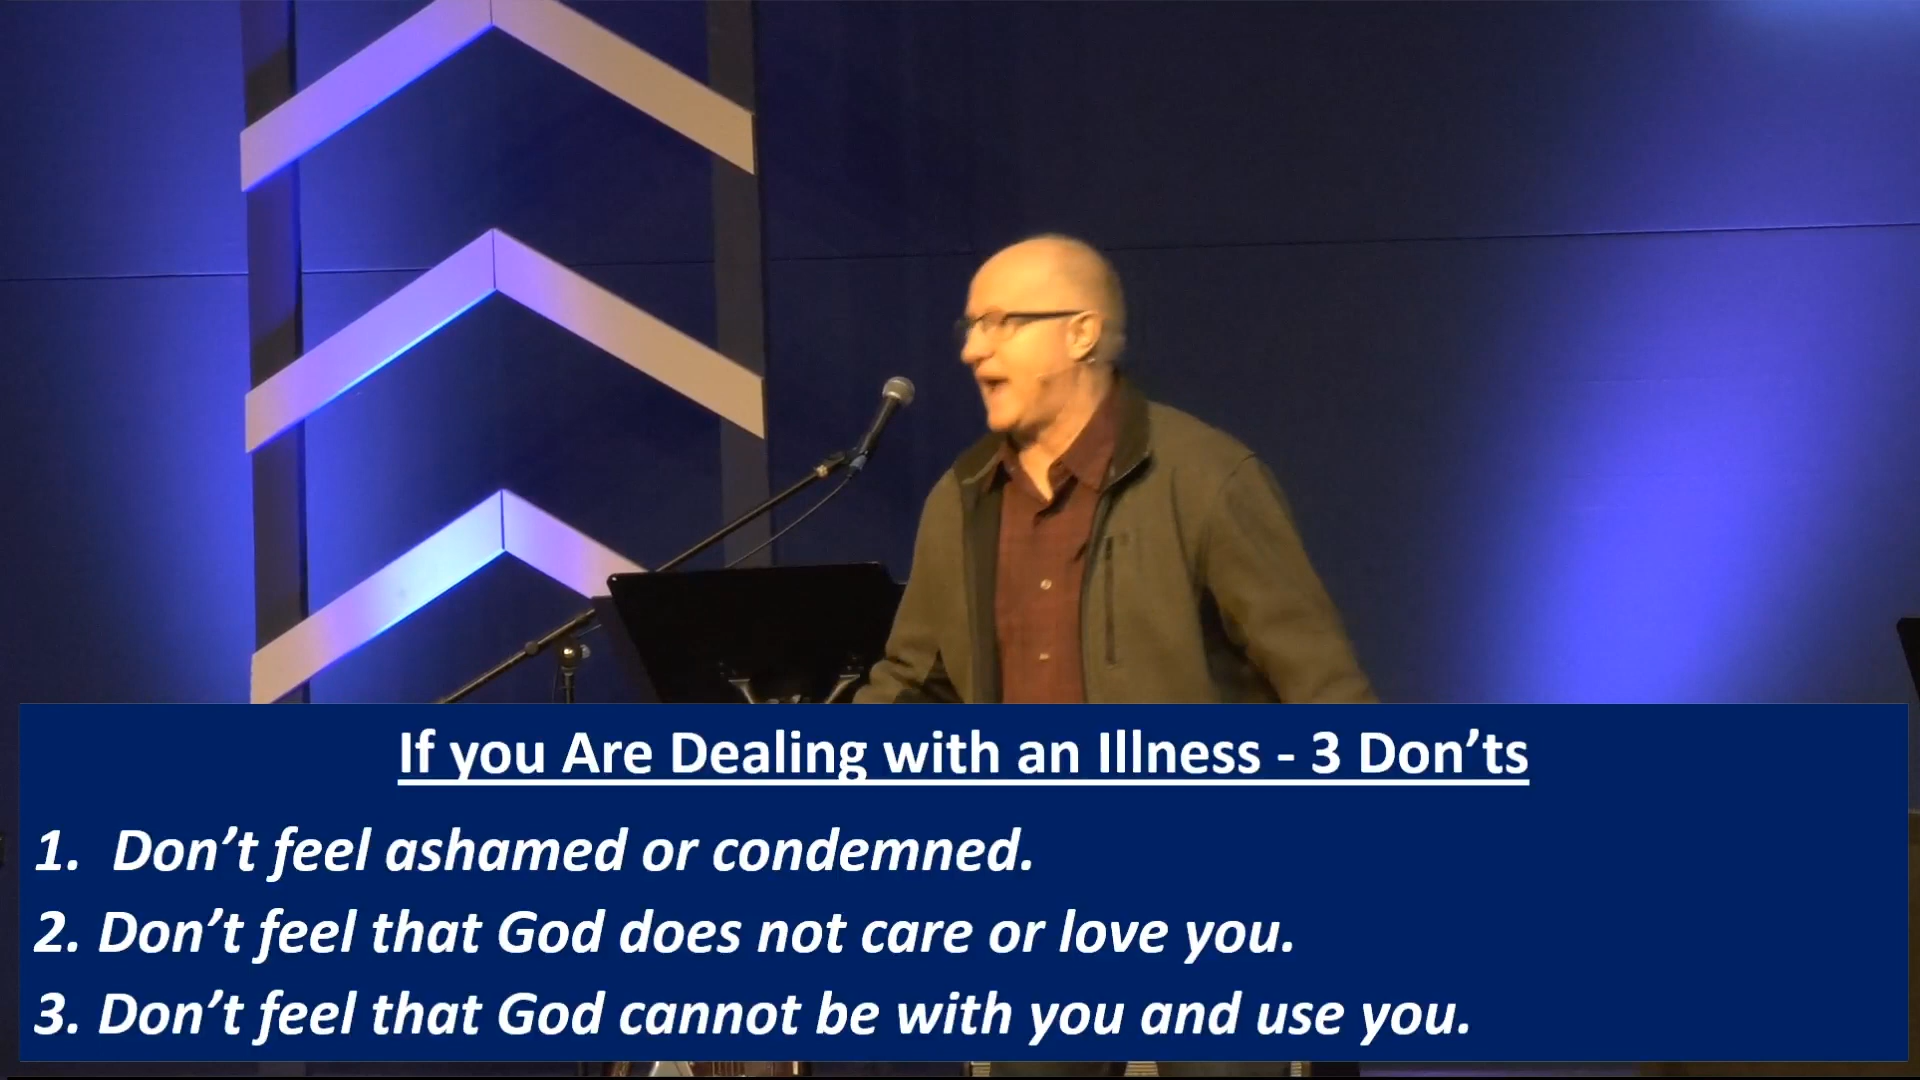 If you Are Dealing with an Illness - 3 Don’ts
1. Don’t feel ashamed or condemned.
2. Don’t feel that God does not care or love you.
3. Don’t feel that God cannot be with you and use you.